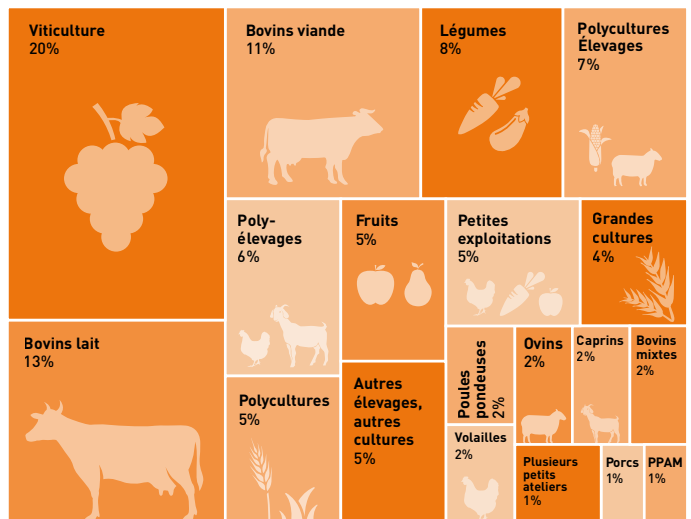 Viticulture
20%
Bovins viande
11%
Légumes
8%
Polycultures
Élevages
7%
Bovins lait
13%
Poly-
élevages
6%
Fruits
5%
Petites
exploitations
5%
Grandes
cultures
4%
Polycultures
5%
Autres
élevages,
autres
cultures
5%
Poules
pondeuses
2%
Volailles
2%
Ovins
2%
Caprins
2%
Bovins
mixtes
2%
Plusieurs
petits
ateliers
1%
Porcs
1%
PPAM
1%